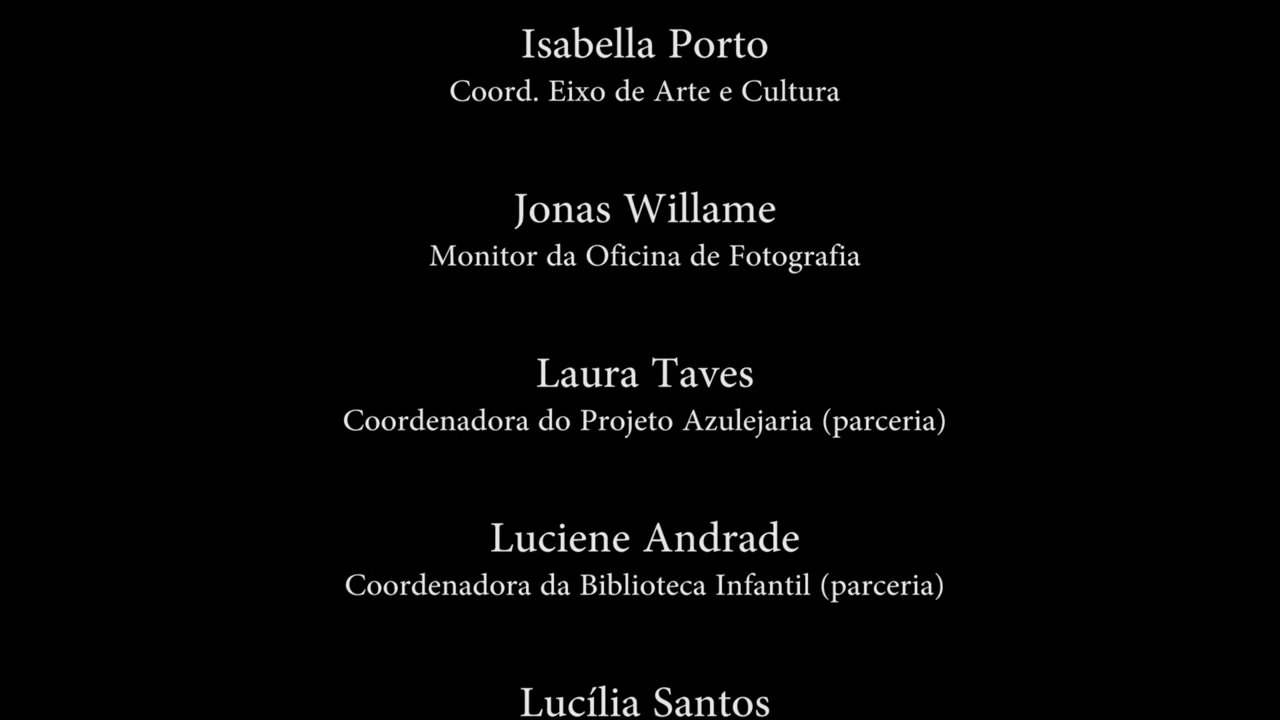 Isabella Porto
Coord. Eixo de Arte e Cultura
Jonas Willame
Monitor da Oficina de Fotografia
Laura Taves
Coordenadora do Projeto Azulejaria (parceria)
Luciene Andrade
Coordenadora da Biblioteca Infantil (parceria)
Lucília Santos